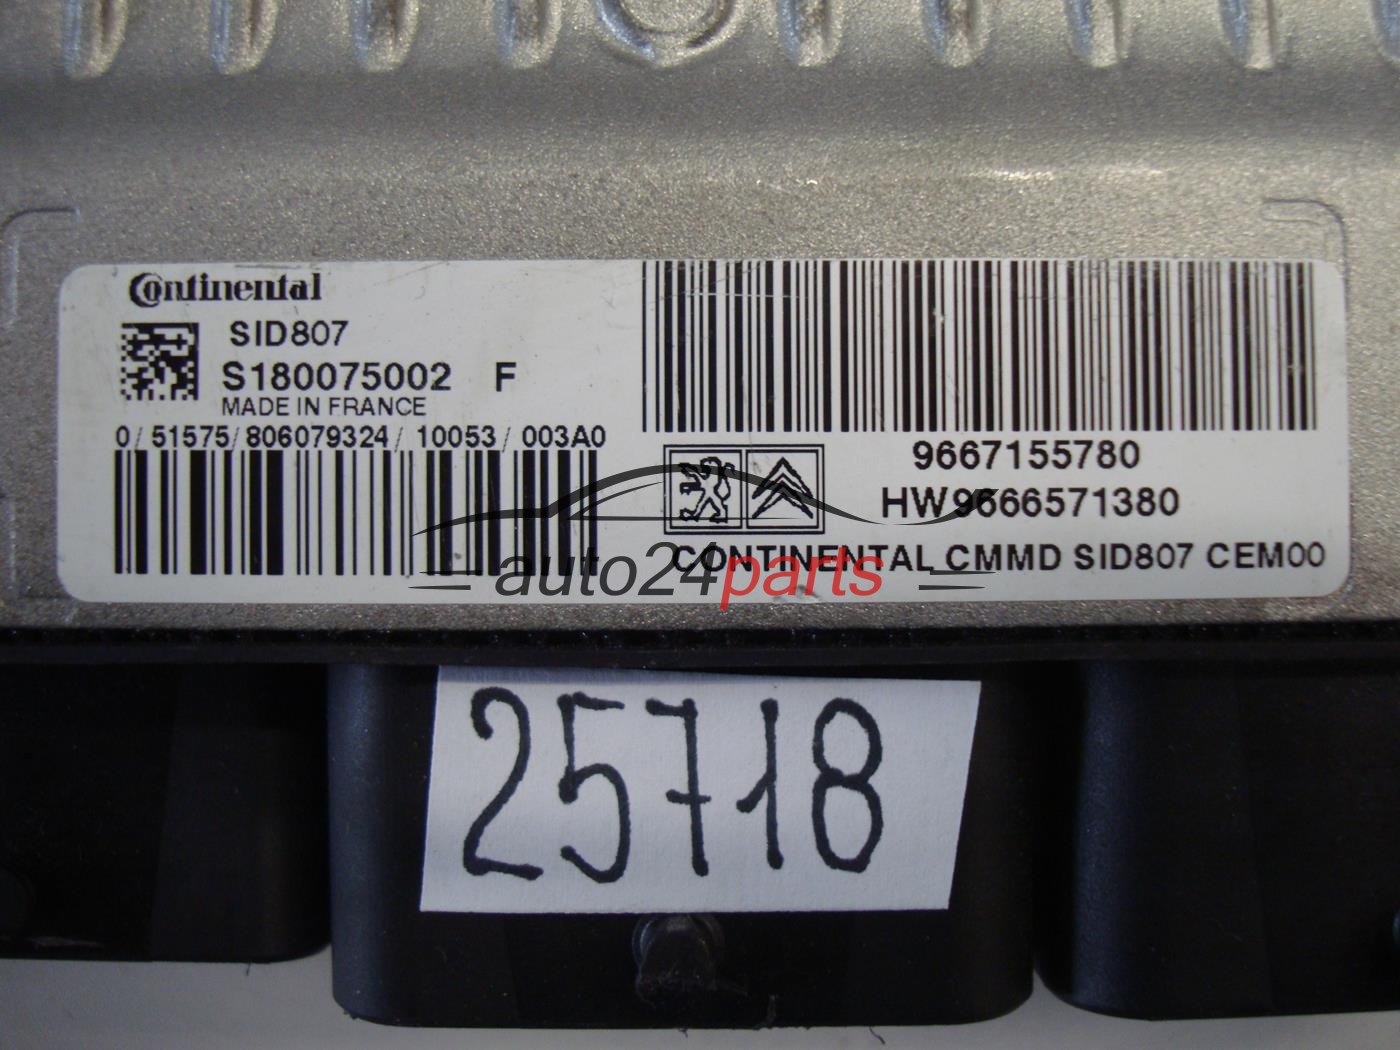 Continental
SID807
S180075002 F
MADE IN FRANCE
0/51575/806079324/10053/003A0
9667155780
HW9666571380
CONTINENTAL CMMD SID807 CEM00
auto24parts
25718